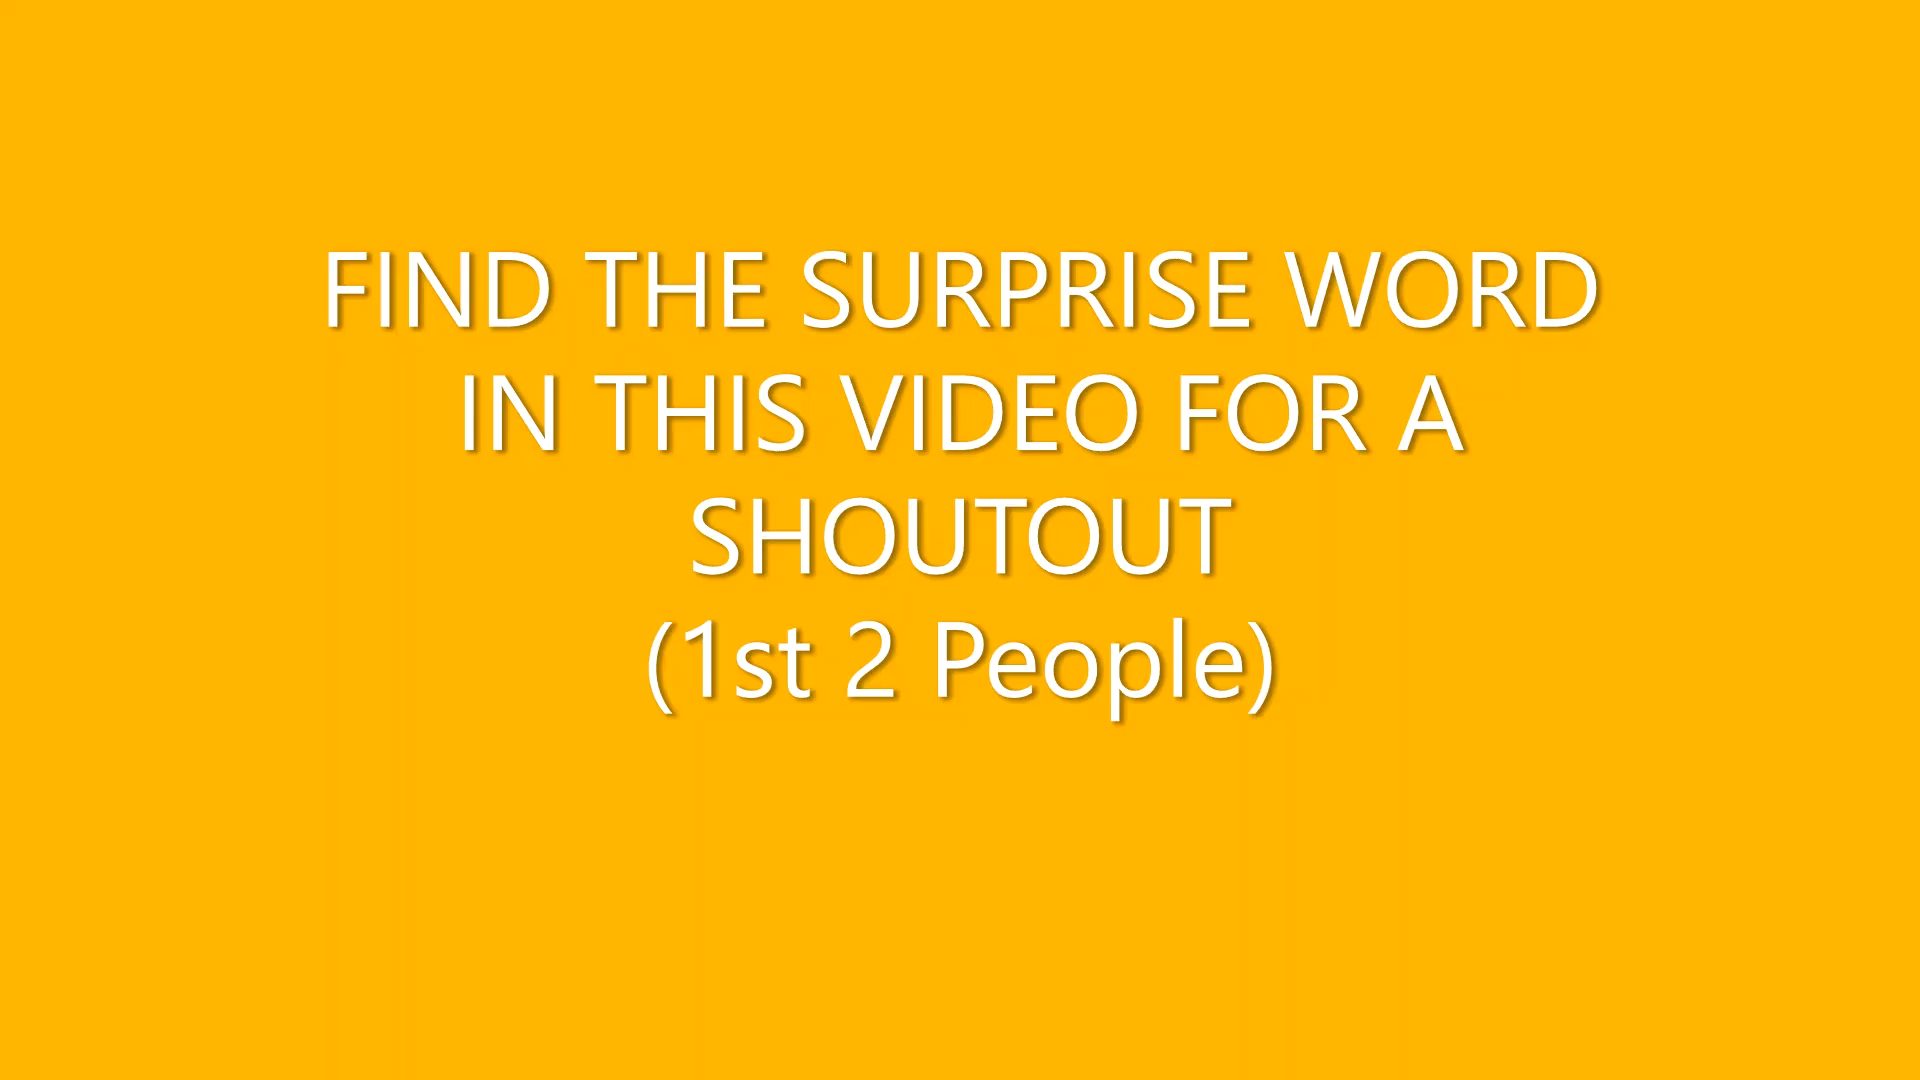 FIND THE SURPRISE WORD
IN THIS VIDEO FOR A
SHOUTOUT
(1st 2 People)